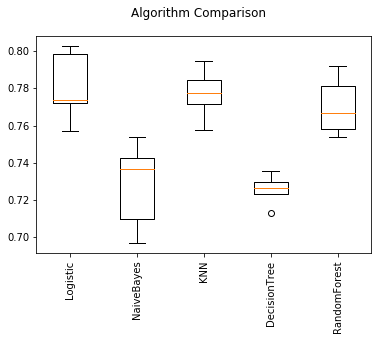 Algorithm Comparison
0.80
0.78
0.76
0.74
0.72
0.70
Logistic
NaiveBayes
KNN
DecisionTree
RandomForest